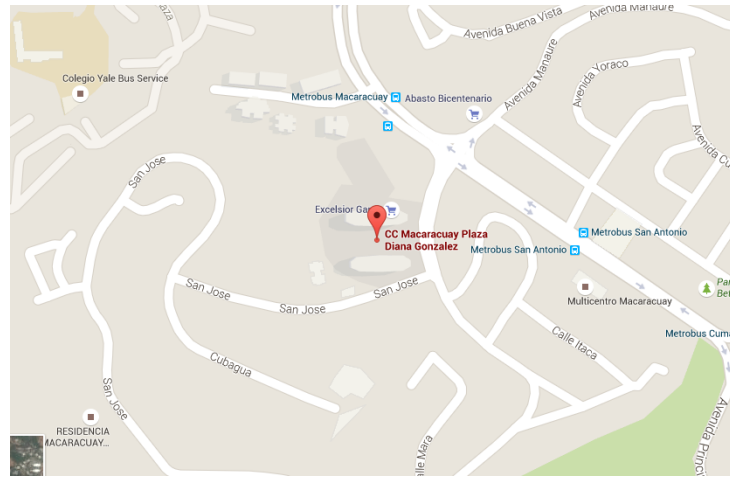 Plaza
Avenida Buena Vista
Avenida Manaure
Colegio Yale Bus Service
Metrobus Macaracuay
Abasto Bicentenario
Avenida Manaure
Avenida Yoraco
San Jose
Excelsior
CC Macaracuay Plaza
Diana Gonzalez
Metrobus San Antonio
Metrobus San Antonio
San Jose
San Jose
San Jose
Multicentro Macaracuay
Metrobus
Cubagua
Calle Itaca
San Jose
RESIDENCIA
MACARACUAY...
Mara
Avenida